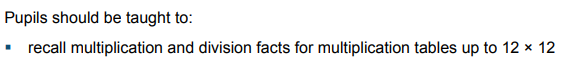 Pupils should be taught to:
▪ recall multiplication and division facts for multiplication tables up to 12 × 12